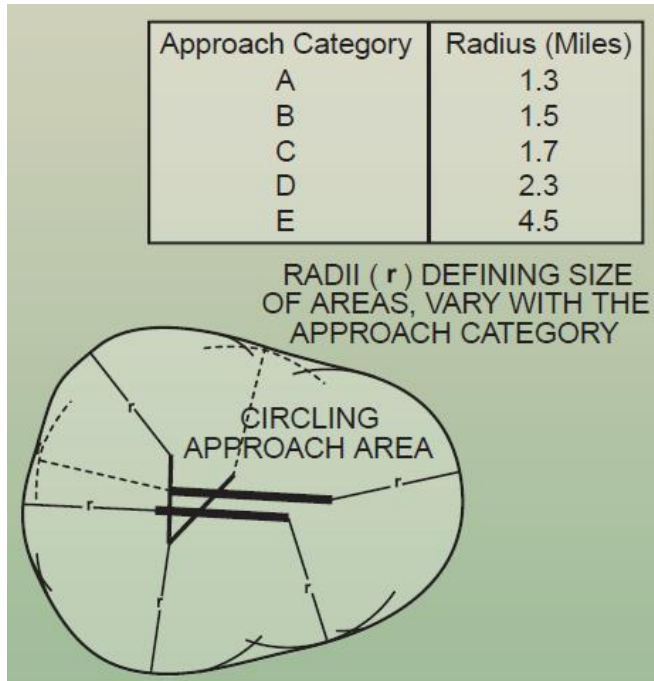 Approach Category Radius (Miles)
A 1.3
B 1.5
C 1.7
D 2.3
E 4.5
RADII ( r ) DEFINING SIZE
OF AREAS, VARY WITH THE
APPROACH CATEGORY
r
CIRCLING
APPROACH AREA
r
r
r
r